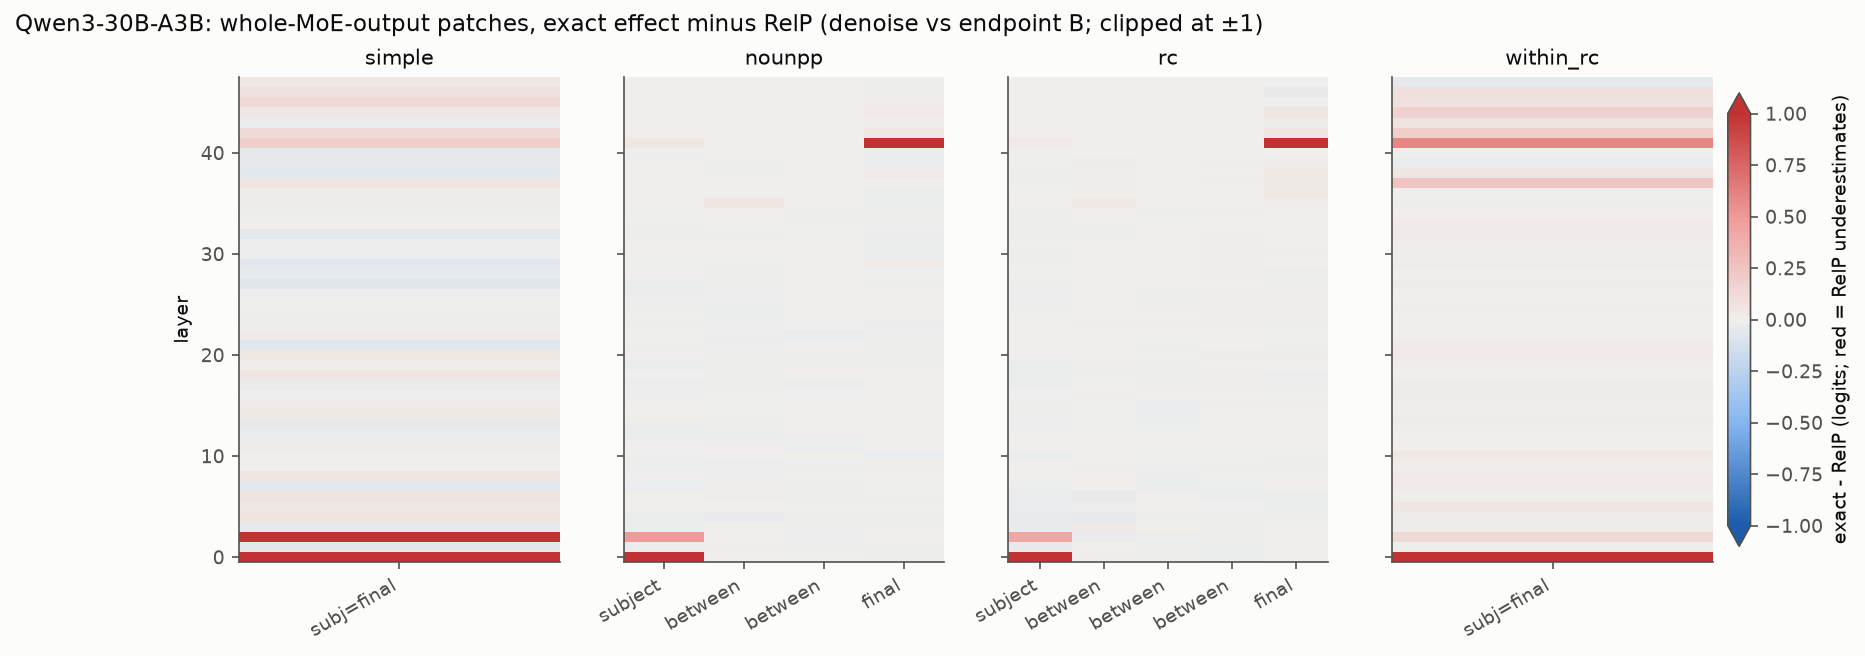 Qwen3-30B-A3B: whole-MoE-output patches, exact effect minus RelP (denoise vs endpoint B; clipped at ±1)
simple
nounpp
rc
within_rc
layer
40
30
20
10
0
subj=final
subject
between
between
final
subject
between
between
between
final
subj=final
1.00
0.75
0.50
0.25
0.00
−0.25
−0.50
−0.75
−1.00
exact - RelP (logits; red = RelP underestimates)